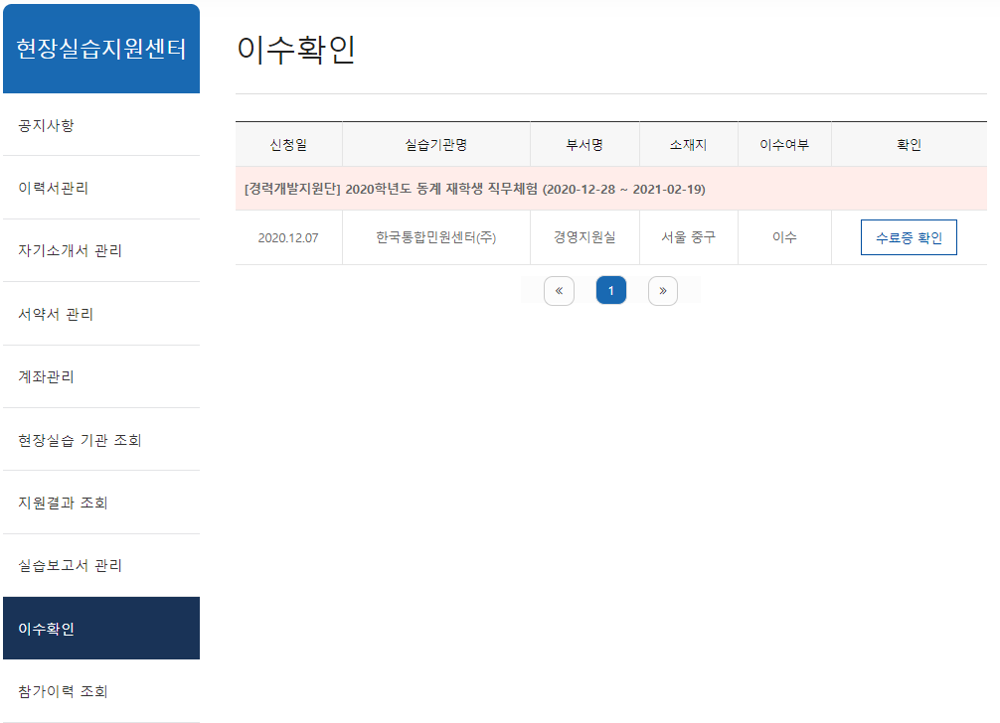 현장실습지원센터
공지사항
이력서관리
자기소개서 관리
서약서 관리
계좌관리
현장실습 기관 조회
지원결과 조회
실습보고서 관리
이수확인
참가이력 조회
이수확인
신청일 실습기관명 부서명 소재지 이수여부 확인
[경력개발지원단] 2020학년도 동계 재학생 직무체험 (2020-12-28 ~ 2021-02-19)
2020.12.07 한국통합민원센터(주) 경영지원실 서울 중구 이수 수료증 확인
« 1 »